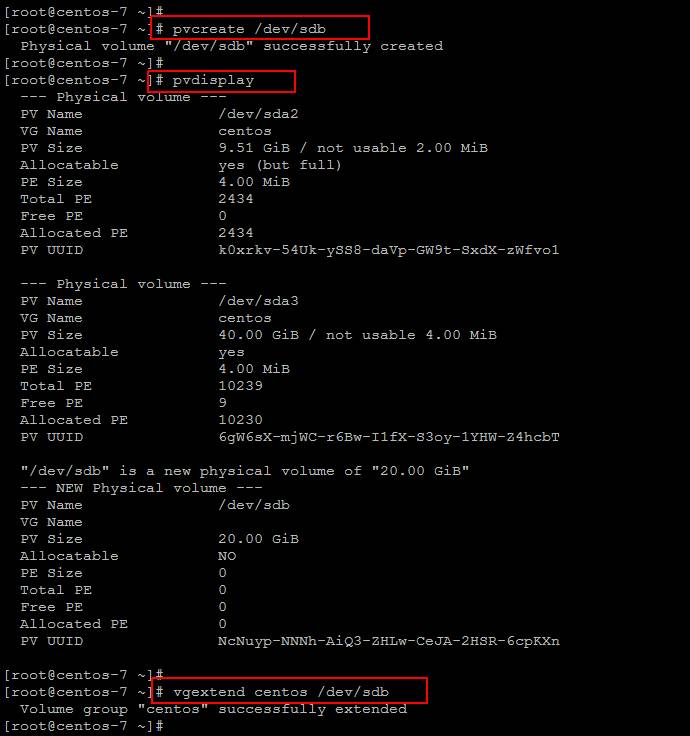 [root@centos-7 ~]#
[root@centos-7 ~]# pvcreate /dev/sdb
  Physical volume "/dev/sdb" successfully created
[root@centos-7 ~]#
[root@centos-7 ~]# pvdisplay
  --- Physical volume ---
  PV Name               /dev/sda2
  VG Name               centos
  PV Size               9.51 GiB / not usable 2.00 MiB
  Allocatable           yes (but full)
  PE Size               4.00 MiB
  Total PE              2434
  Free PE               0
  Allocated PE          2434
  PV UUID               k0xrkv-54Uk-ySS8-daVp-GW9t-SxdX-zWfvo1

  --- Physical volume ---
  PV Name               /dev/sda3
  VG Name               centos
  PV Size               40.00 GiB / not usable 4.00 MiB
  Allocatable           yes
  PE Size               4.00 MiB
  Total PE              10239
  Free PE               9
  Allocated PE          10230
  PV UUID               6gW6sX-mjWC-r6Bw-I1fX-S3oy-1YHW-Z4hcbT

  "/dev/sdb" is a new physical volume of "20.00 GiB"
  --- NEW Physical volume ---
  PV Name               /dev/sdb
  VG Name
  PV Size               20.00 GiB
  Allocatable           NO
  PE Size               0
  Total PE              0
  Free PE               0
  Allocated PE          0
  PV UUID               NcNuyp-NNNh-AiQ3-ZHLw-CeJA-2HSR-6cpKXn

[root@centos-7 ~]#
[root@centos-7 ~]# vgextend centos /dev/sdb
  Volume group "centos" successfully extended
[root@centos-7 ~]#